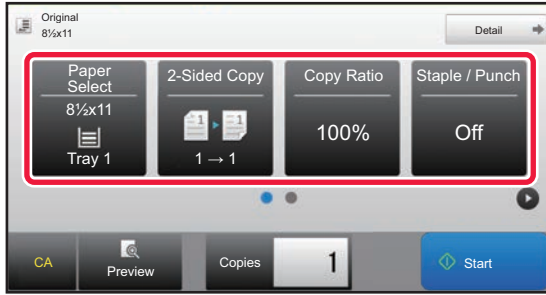 Original
8½x11
Detail
Paper
Select
8½x11
Tray 1
2-Sided Copy
1 1
1 → 1
Copy Ratio
100%
Staple / Punch
Off
CA
Preview
Copies
1
Start